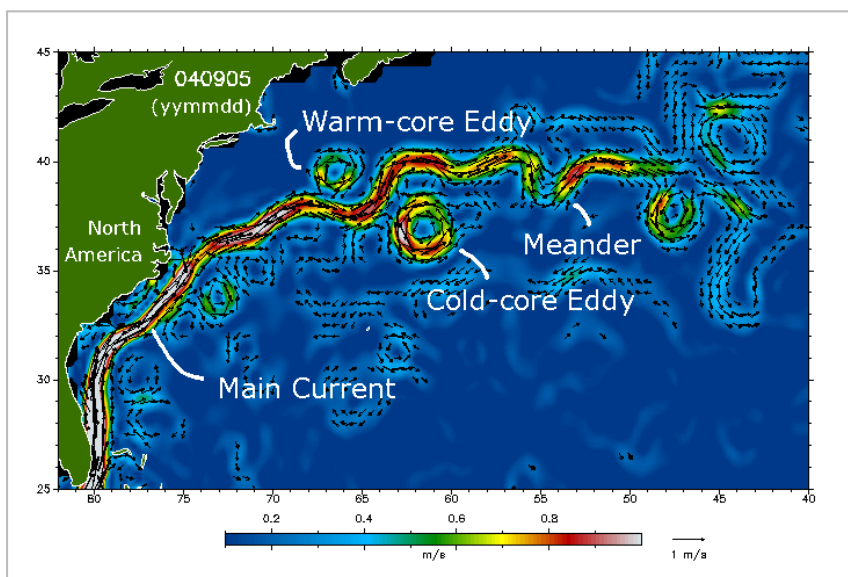 45
040905
(yymmdd)
Warm-core Eddy
40
North
America
Meander
35
Cold-core Eddy
Main Current
30
25
80 75 70 65 60 55 50 45 40
0.2 0.4 0.6 0.8
m/s
1 m/s